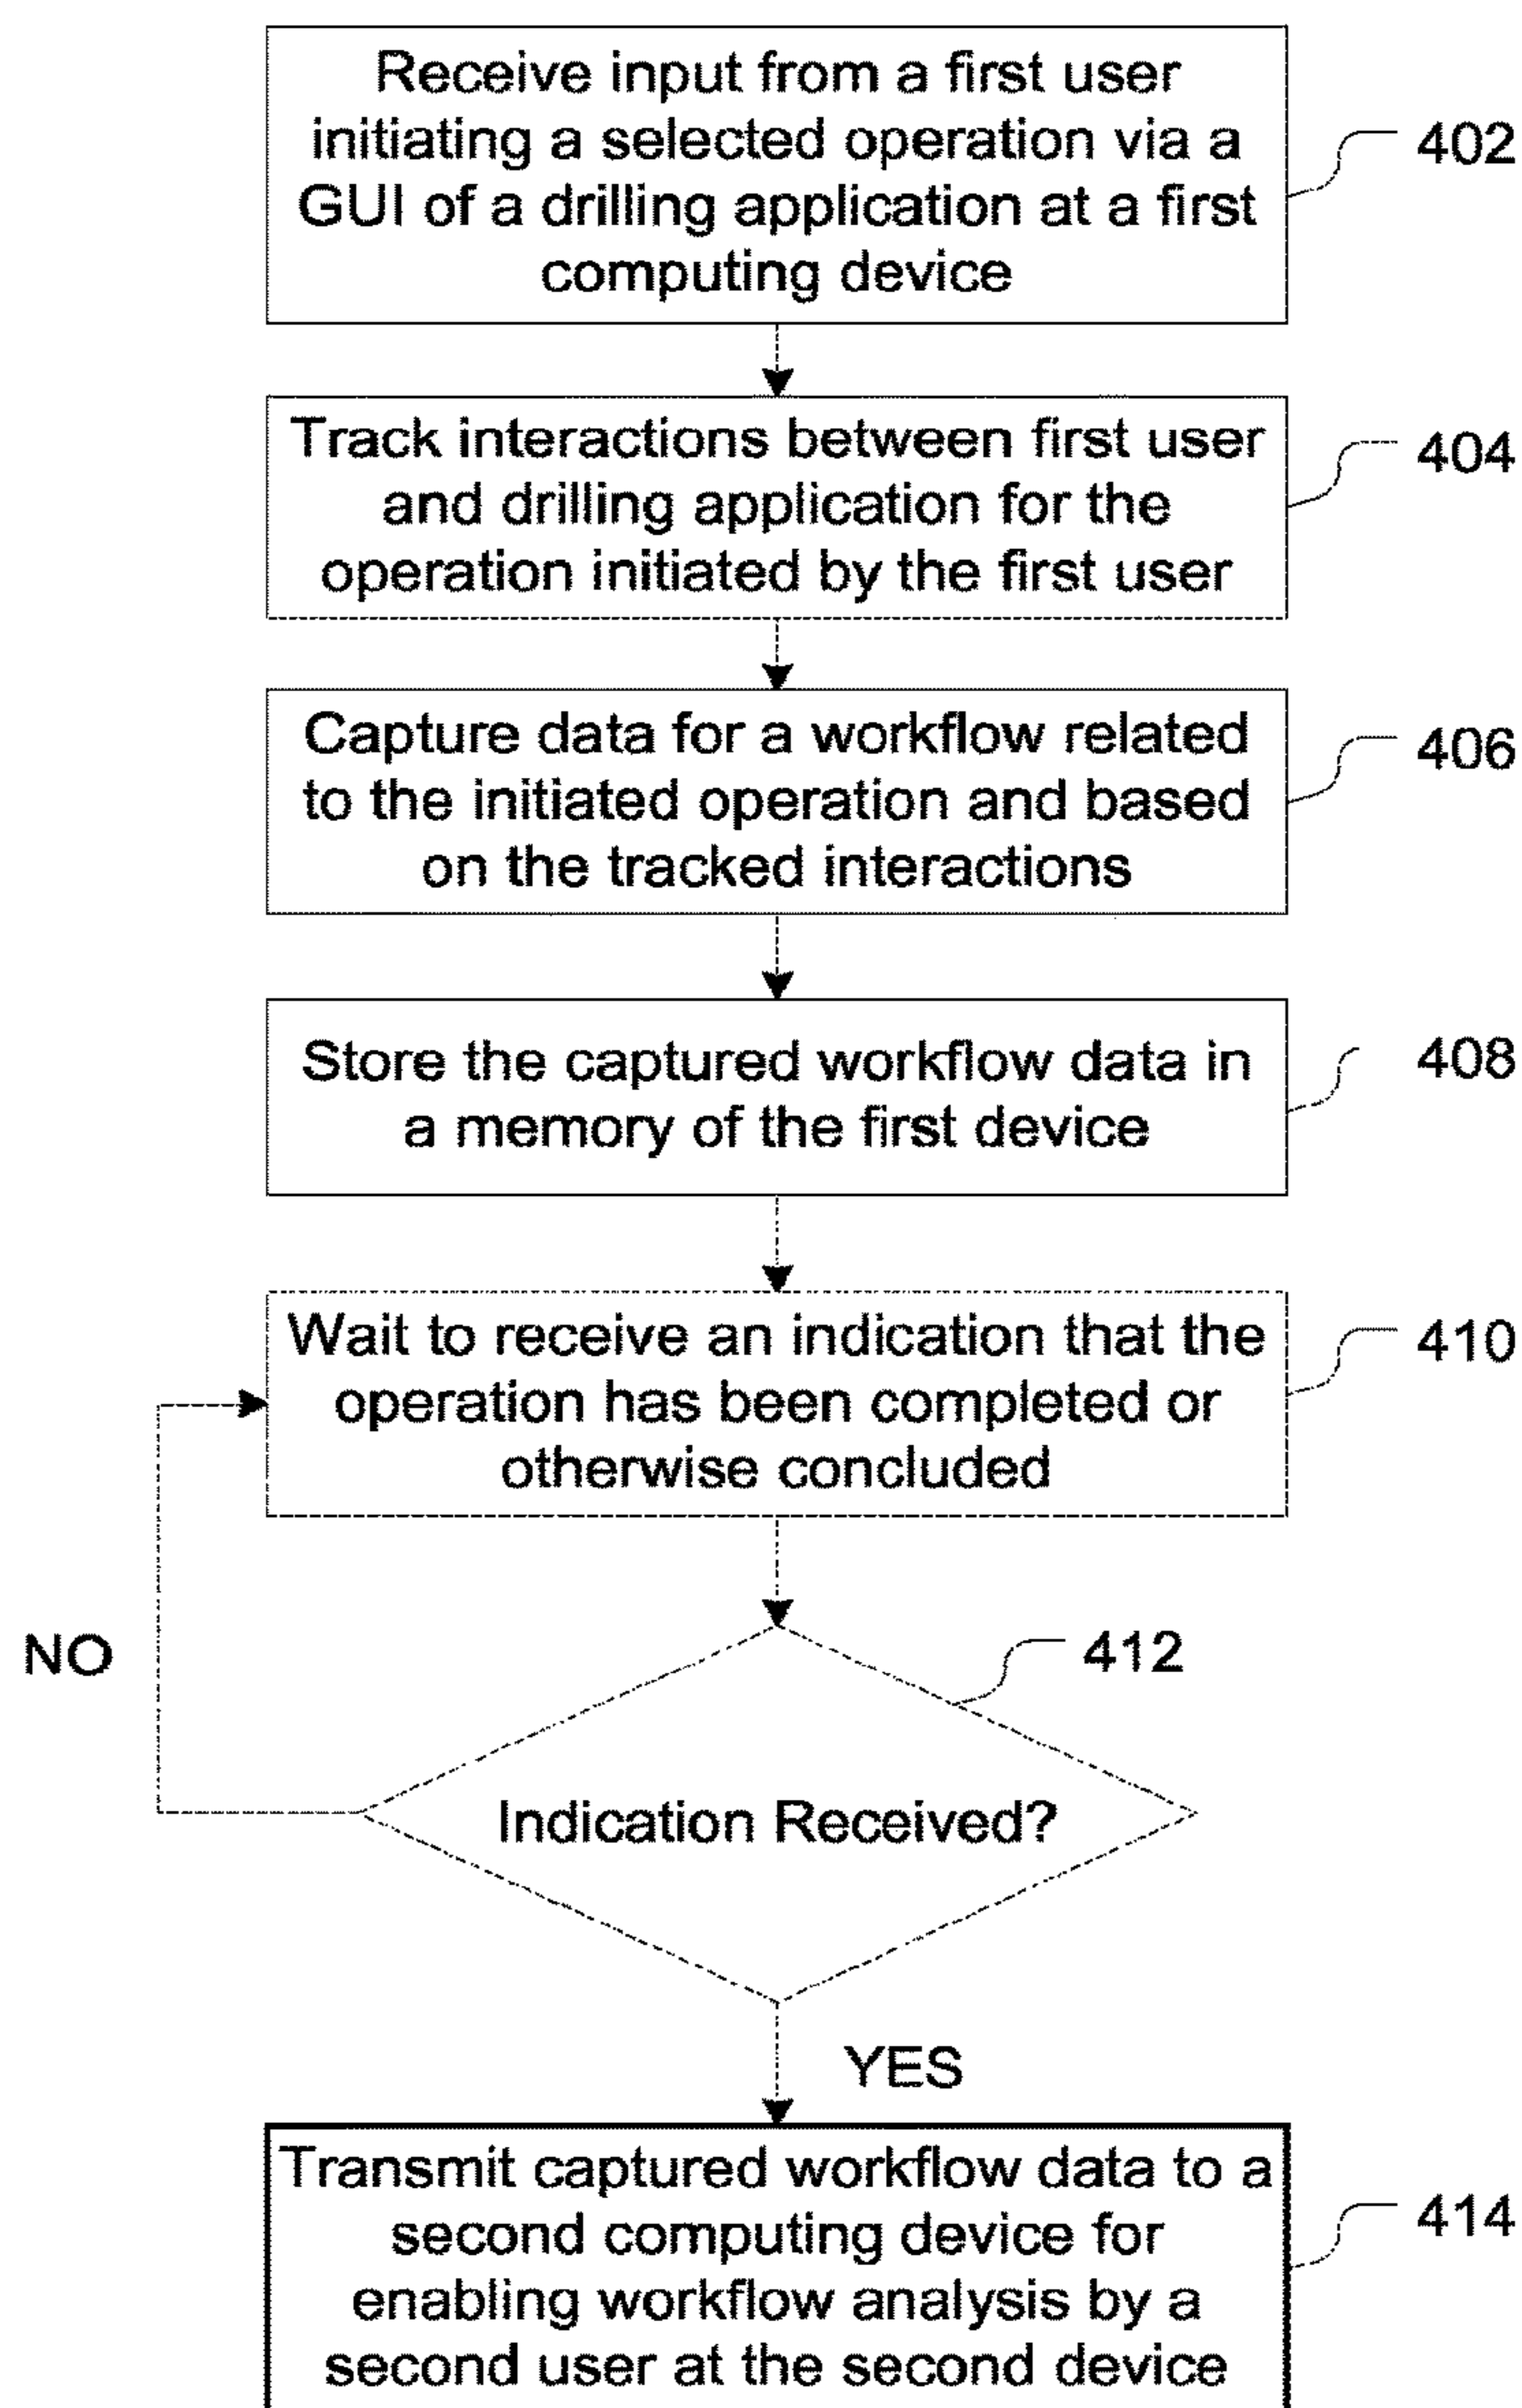 Receive input from a first user
initiating a selected operation via a
GUI of a drilling application at a first
computing device
402
Track interactions between first user
and drilling application for the
operation initiated by the first user
404
Capture data for a workflow related
to the initiated operation and based
on the tracked interactions
406
Store the captured workflow data in
a memory of the first device
408
Wait to receive an indication that the
operation has been completed or
otherwise concluded
410
NO
412
Indication Received?
YES
Transmit captured workflow data to a
second computing device for
enabling workflow analysis by a
second user at the second device
414